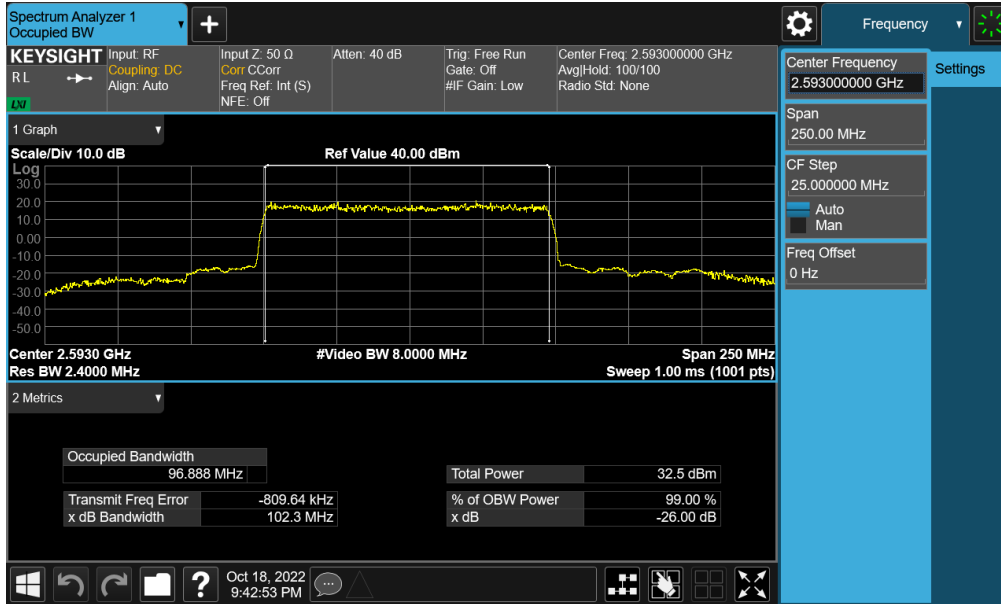 Spectrum Analyzer 1
Occupied BW
+
Frequency
KEYSIGHT
R L
LXI
Input: RF
Coupling: DC
Align: Auto
Input Z: 50 Ω
Corr CCorr
Freq Ref: Int (S)
NFE: Off
Atten: 40 dB
Trig: Free Run
Gate: Off
#IF Gain: Low
Center Freq: 2.593000000 GHz
Avg|Hold: 100/100
Radio Std: None
Center Frequency
2.593000000 GHz
Settings
Span
250.00 MHz
CF Step
25.000000 MHz
Auto
Man
Freq Offset
0 Hz
1 Graph
Scale/Div 10.0 dB
Ref Value 40.00 dBm
Log
30.0
20.0
10.0
0.00
-10.0
-20.0
-30.0
-40.0
-50.0
Center 2.5930 GHz
#Video BW 8.0000 MHz
Span 250 MHz
Res BW 2.4000 MHz
Sweep 1.00 ms (1001 pts)
2 Metrics
Occupied Bandwidth
96.888 MHz
Total Power 32.5 dBm
Transmit Freq Error -809.64 kHz
% of OBW Power 99.00 %
x dB Bandwidth 102.3 MHz
x dB -26.00 dB
?
Oct 18, 2022
9:42:53 PM